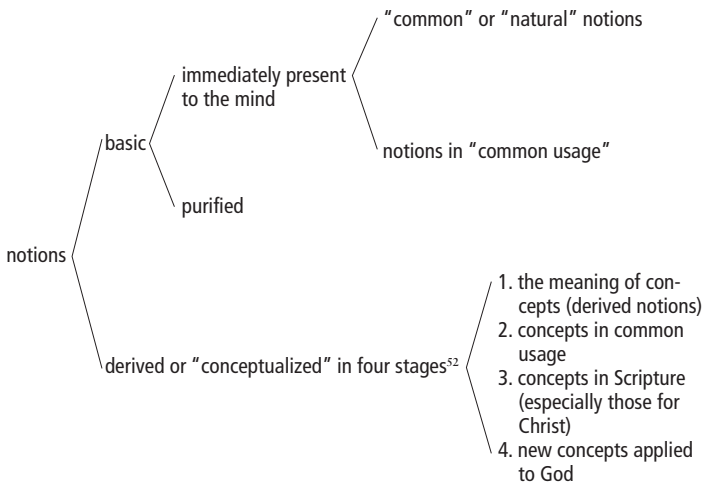 “common” or “natural” notions
immediately present
to the mind
basic
notions in “common usage”
purified
notions
1. the meaning of con-
cepts (derived notions)
2. concepts in common
usage
derived or “conceptualized” in four stages52
3. concepts in Scripture
(especially those for
Christ)
4. new concepts applied
to God